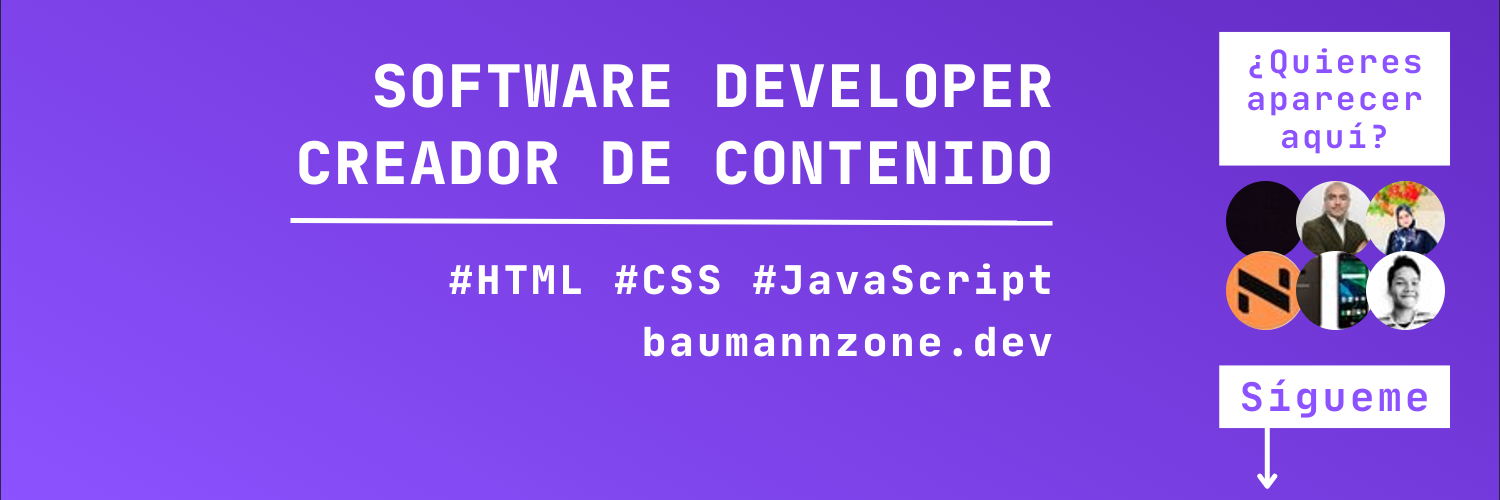 SOFTWARE DEVELOPER
CREADOR DE CONTENIDO
#HTML #CSS #JavaScript
baumannzone.dev
¿Quieres
aparecer
aquí?
Sígueme